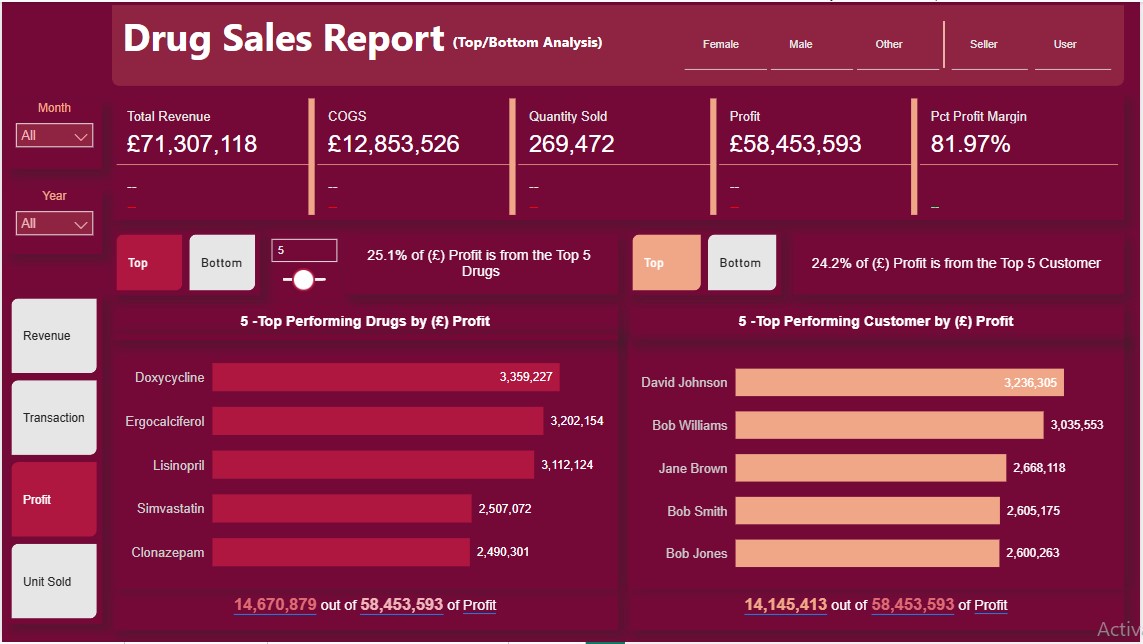 Drug Sales Report (Top/Bottom Analysis)
Female Male Other Seller User
Month
All
Year
All
Total Revenue
£71,307,118
--
--
COGS
£12,853,526
--
--
Quantity Sold
269,472
--
--
Profit
£58,453,593
--
--
Pct Profit Margin
81.97%
--
Top
Bottom
5
25.1% of (£) Profit is from the Top 5
Drugs
Top
Bottom
24.2% of (£) Profit is from the Top 5 Customer
Revenue
Transaction
Profit
Unit Sold
5 -Top Performing Drugs by (£) Profit
Doxycycline 3,359,227
Ergocalciferol 3,202,154
Lisinopril 3,112,124
Simvastatin 2,507,072
Clonazepam 2,490,301
14,670,879 out of 58,453,593 of Profit
5 -Top Performing Customer by (£) Profit
David Johnson 3,236,305
Bob Williams 3,035,553
Jane Brown 2,668,118
Bob Smith 2,605,175
Bob Jones 2,600,263
14,145,413 out of 58,453,593 of Profit
Activ